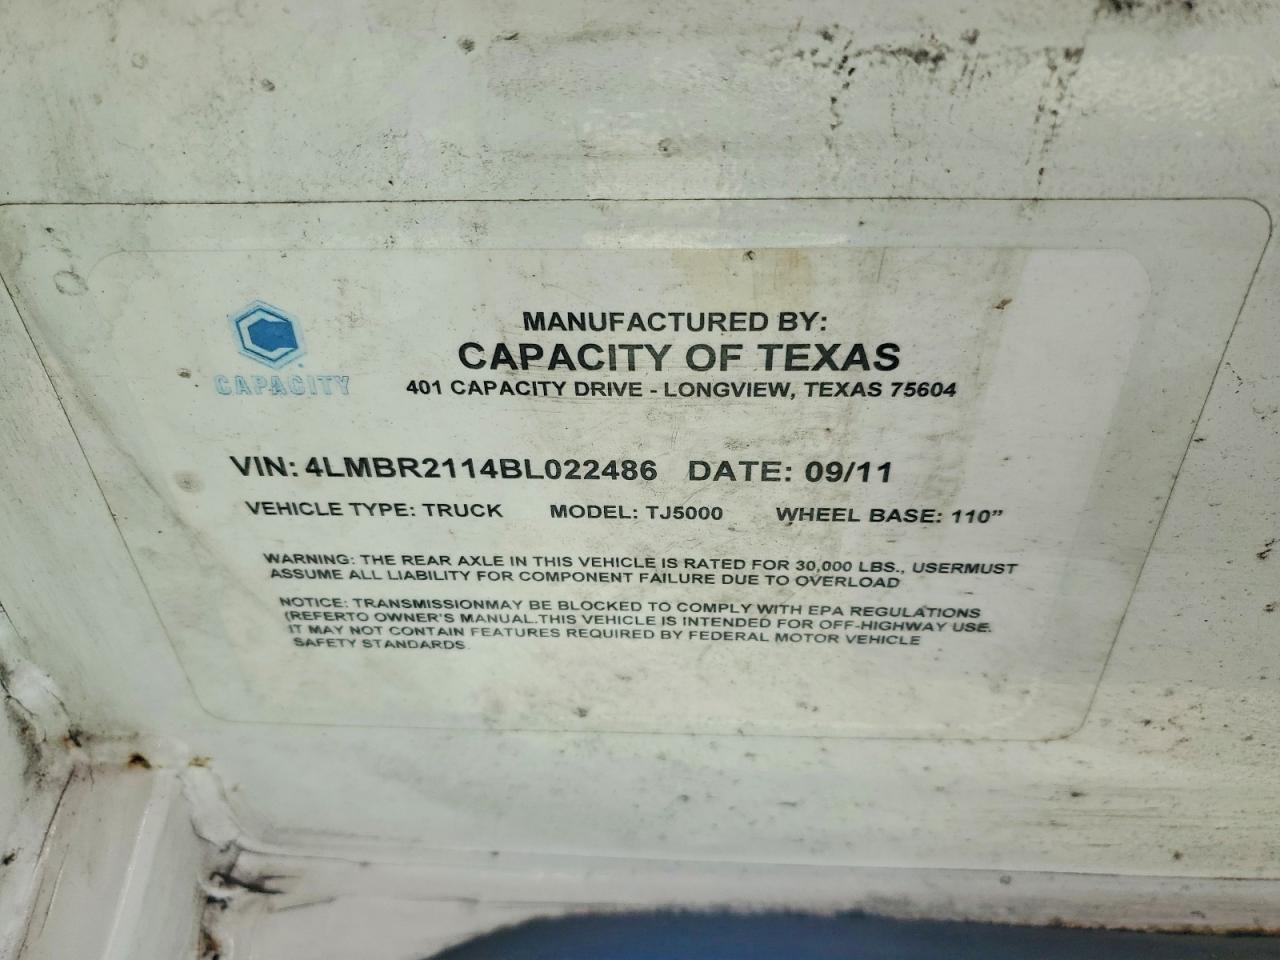 CAPACITY
MANUFACTURED BY:
CAPACITY OF TEXAS
401 CAPACITY DRIVE - LONGVIEW, TEXAS 75604
VIN: 4LMBR2114BL022486 DATE: 09/11
VEHICLE TYPE: TRUCK MODEL: TJ5000 WHEEL BASE: 110"
WARNING: THE REAR AXLE IN THIS VEHICLE IS RATED FOR 30,000 LBS., USERMUST
ASSUME ALL LIABILITY FOR COMPONENT FAILURE DUE TO OVERLOAD
NOTICE: TRANSMISSIONMAY BE BLOCKED TO COMPLY WITH EPA REGULATIONS
(REFERTO OWNER'S MANUAL.THIS VEHICLE IS INTENDED FOR OFF-HIGHWAY USE.
IT MAY NOT CONTAIN FEATURES REQUIRED BY FEDERAL MOTOR VEHICLE
SAFETY STANDARDS.